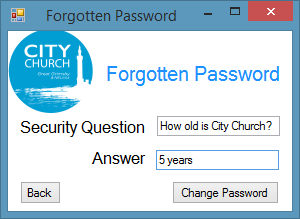 Forgotten Password
CITY
CHURCH
Forgotten Password
Security Question
How old is City Church?
Answer
5 years
Back
Change Password